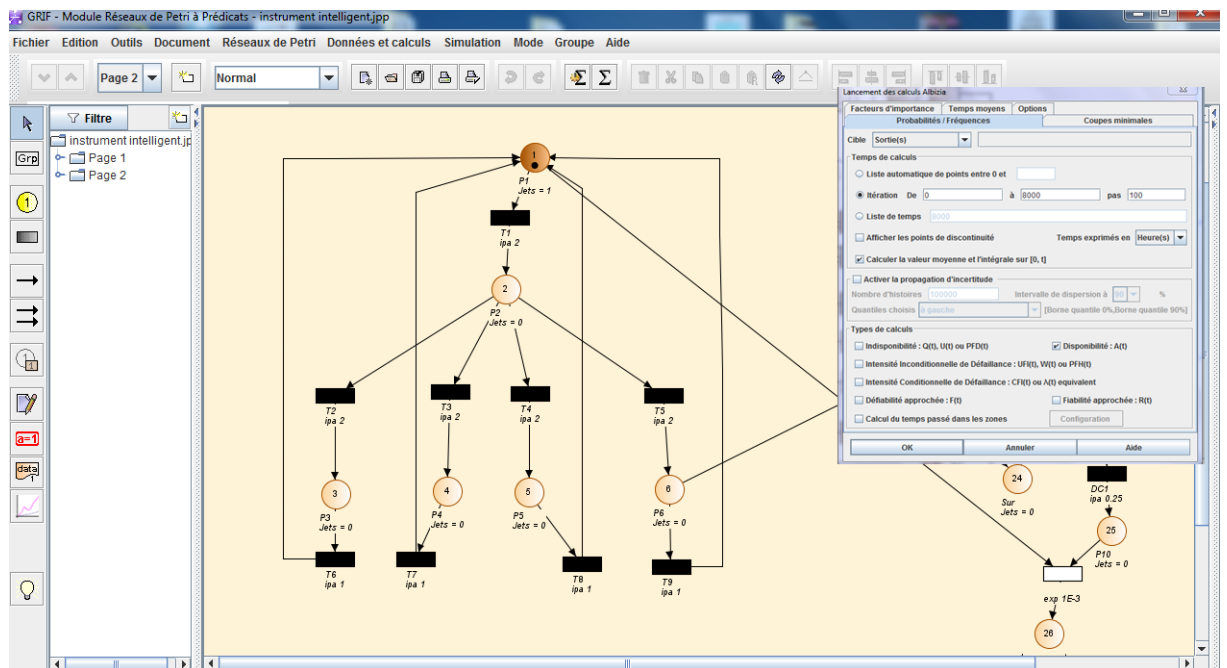 GRIF - Module Réseaux de Petri à Prédicats - instrument intelligent.jpp
Fichier Edition Outils Document Réseaux de Petri Données et calculs Simulation Mode Groupe Aide
Page 2
Normal
Filtre
instrument intelligent.jp
Page 1
Page 2
Grp
1
1
a=1
data
1
1
P1
Jets = 1
T1
ipa 2
2
P2
Jets = 0
T2
ipa 2
T3
ipa 2
T4
ipa 2
T5
ipa 2
3
P3
Jets = 0
4
P4
Jets = 0
5
P5
Jets = 0
6
P6
Jets = 0
T6
ipa 1
T7
ipa 1
T8
ipa 1
T9
ipa 1
24
Sur
Jets = 0
DC1
ipa 0.25
25
P10
Jets = 0
exp 1E-3
26
Lancement des calculs Albizia
Facteurs d'importance Temps moyens Options
Probabilités / Fréquences Coupes minimales
Cible Sortie(s)
Temps de calculs
Liste automatique de points entre 0 et
Itération De 0 à 8000 pas 100
Liste de temps 8000
Afficher les points de discontinuité Temps exprimés en Heure(s)
Calculer la valeur moyenne et l'intégrale sur [0, t]
Activer la propagation d'incertitude
Nombre d'histoires 100000 Intervalle de dispersion à 90 %
Quantiles choisis à gauche [Borne quantile 0%,Borne quantile 90%]
Types de calculs
Indisponibilité : Q(t), U(t) ou PFD(t) Disponibilité : A(t)
Intensité Inconditionnelle de Défaillance : UFI(t), W(t) ou PFH(t)
Intensité Conditionnelle de Défaillance : CFI(t) ou Λ(t) equivalent
Défiabilité approchée : F(t) Fiabilité approchée : R(t)
Calcul du temps passé dans les zones Configuration
OK Annuler Aide